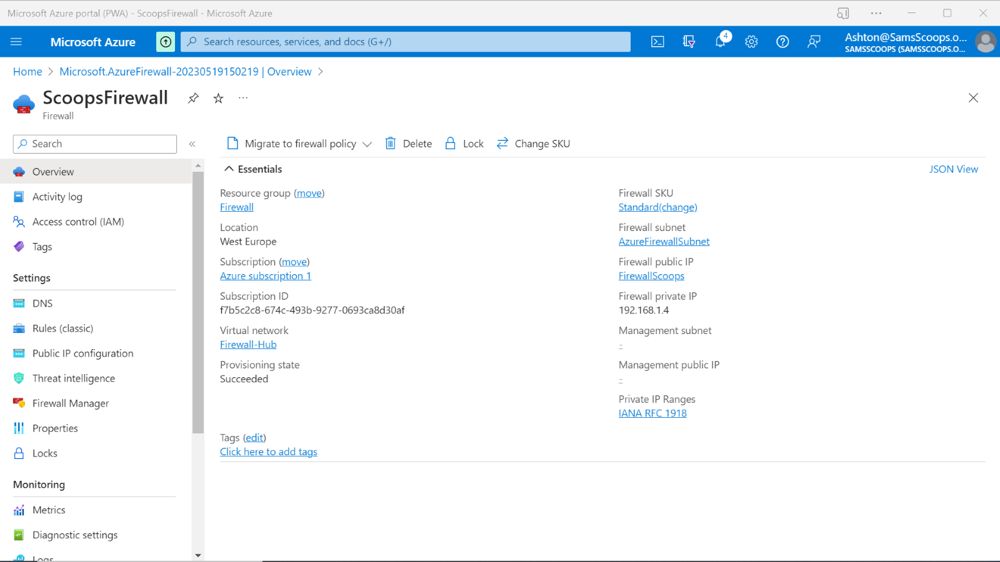 Microsoft Azure portal (PWA) - ScoopsFirewall - Microsoft Azure
Microsoft Azure
Search resources, services, and docs (G+/)
4
Ashton@SamsScoops.o...
SAMSSCOOPS (SAMSSCOOPS.O...
Home > Microsoft.AzureFirewall-20230519150219 | Overview >
ScoopsFirewall
Firewall
Search
Migrate to firewall policy
Delete
Lock
Change SKU
Overview
Activity log
Access control (IAM)
Tags
Settings
DNS
Rules (classic)
Public IP configuration
Threat intelligence
Firewall Manager
Properties
Locks
Monitoring
Metrics
Diagnostic settings
Logs
Essentials
JSON View
Resource group (move)
Firewall
Location
West Europe
Subscription (move)
Azure subscription 1
Subscription ID
f7b5c2c8-674c-493b-9277-0693ca8d30af
Virtual network
Firewall-Hub
Provisioning state
Succeeded
Firewall SKU
Standard(change)
Firewall subnet
AzureFirewallSubnet
Firewall public IP
FirewallScoops
Firewall private IP
192.168.1.4
Management subnet
-
Management public IP
-
Private IP Ranges
IANA RFC 1918
Tags (edit)
Click here to add tags